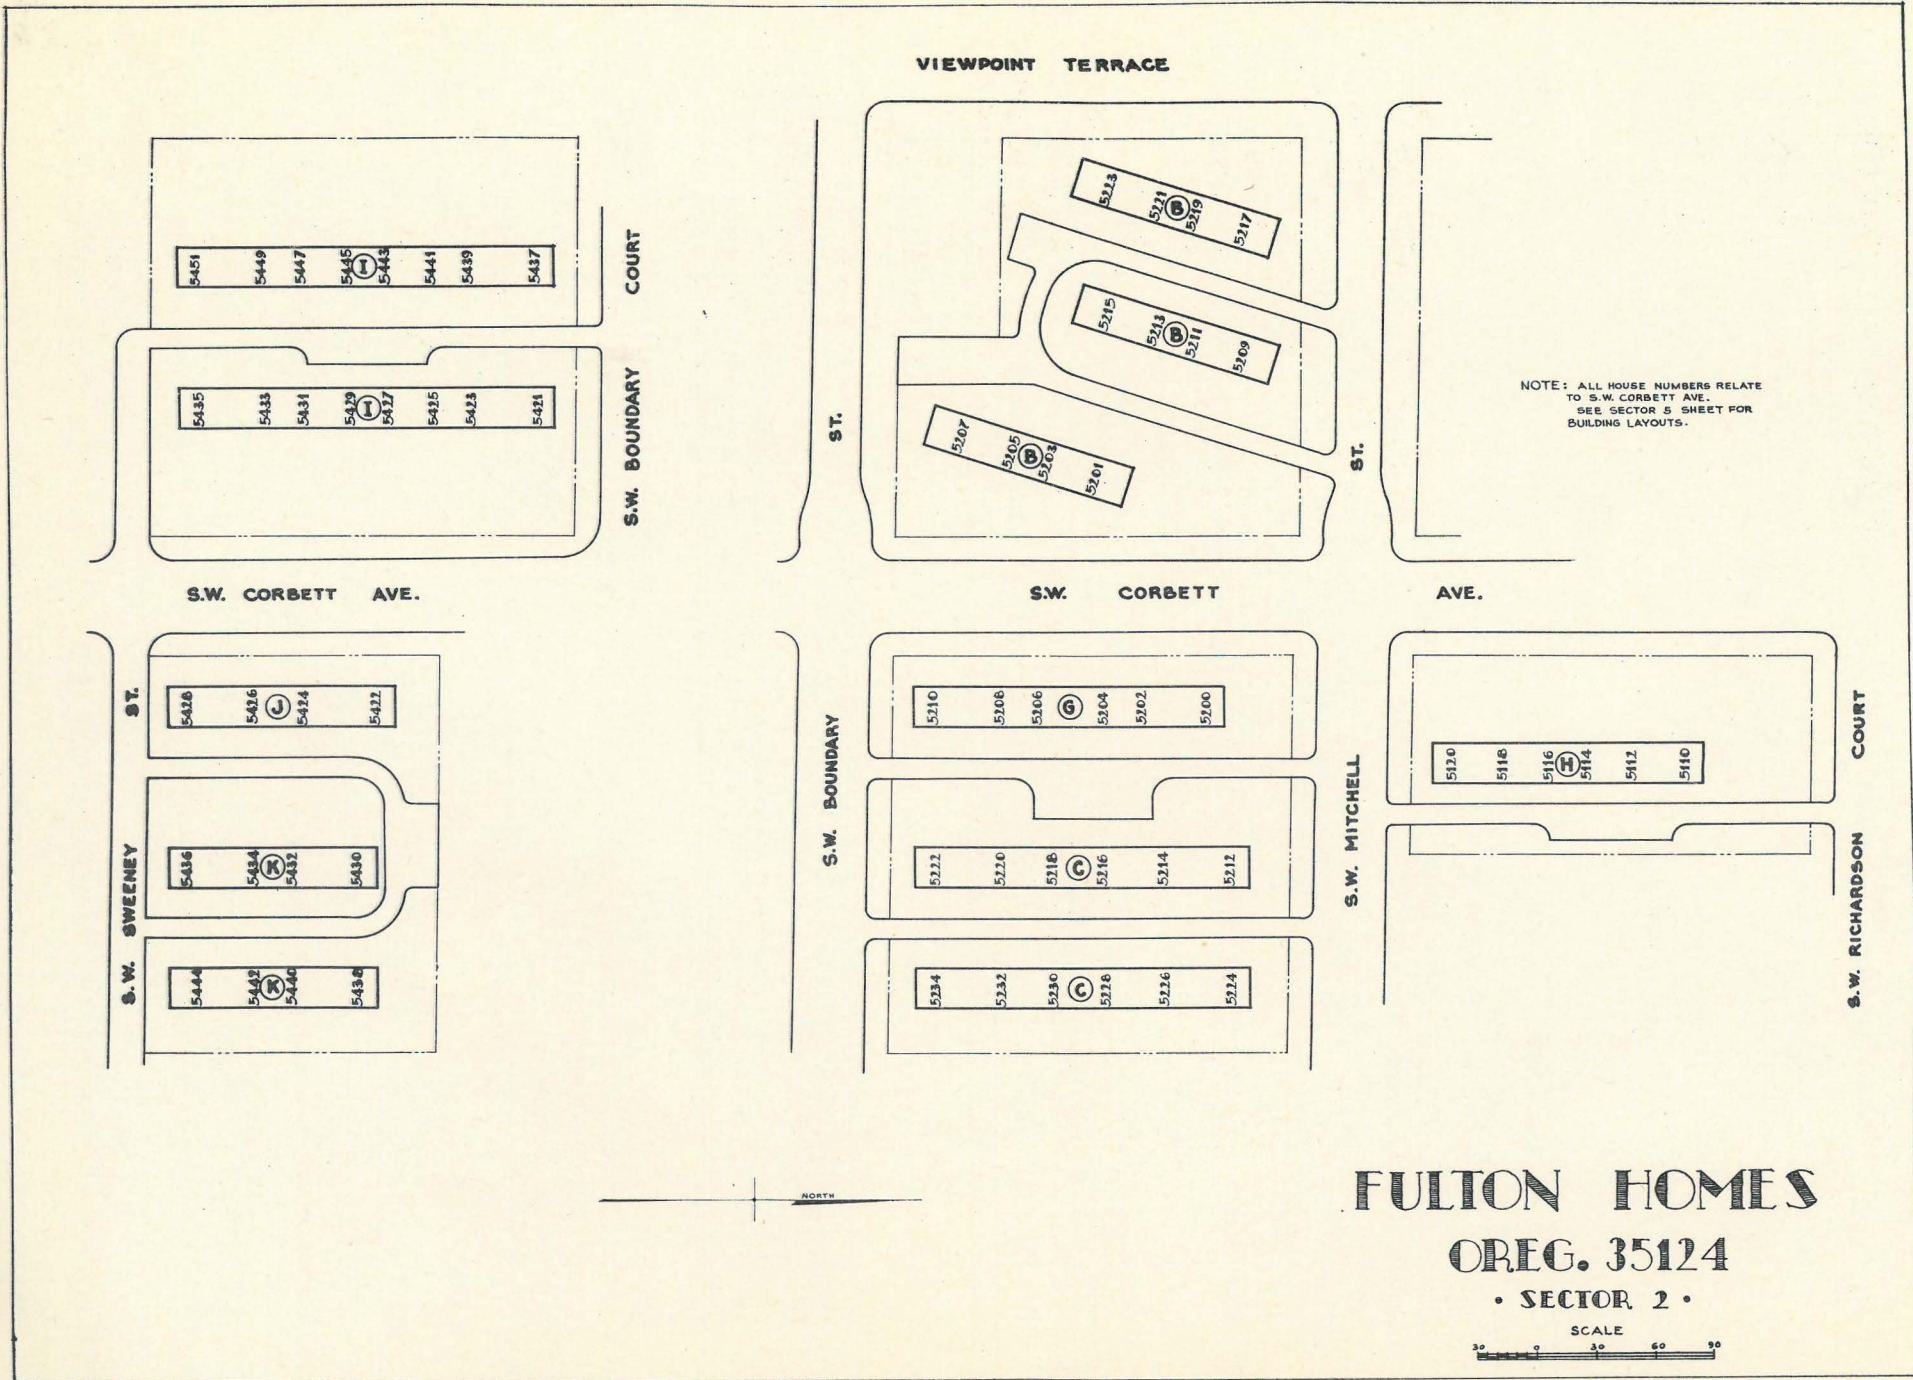 VIEWPOINT TERRACE
5451 5449 5447 5445 I 5443 5441 5439 5437
5435 5433 5431 5429 I 5427 5425 5423 5421
S.W. BOUNDARY COURT
5223 5221 B 5219 5217
5215 5213 B 5211 5209
5207 5205 B 5203 5201
ST.
ST.
NOTE: ALL HOUSE NUMBERS RELATE
TO S.W. CORBETT AVE.
SEE SECTOR 5 SHEET FOR
BUILDING LAYOUTS.
S.W. CORBETT AVE.
S.W. CORBETT AVE.
S.W. SWEENEY ST.
5428 5426 J 5424 5422
5436 5434 K 5432 5430
5444 5442 K 5440 5438
S.W. BOUNDARY
5210 5208 5206 G 5204 5202 5200
5222 5220 5218 C 5216 5214 5212
5234 5232 5230 C 5228 5226 5224
S.W. MITCHELL
5120 5118 5116 H 5114 5112 5110
S.W. RICHARDSON COURT
NORTH
FULTON HOMES
OREG. 35124
• SECTOR 2 •
SCALE
30 0 30 60 90